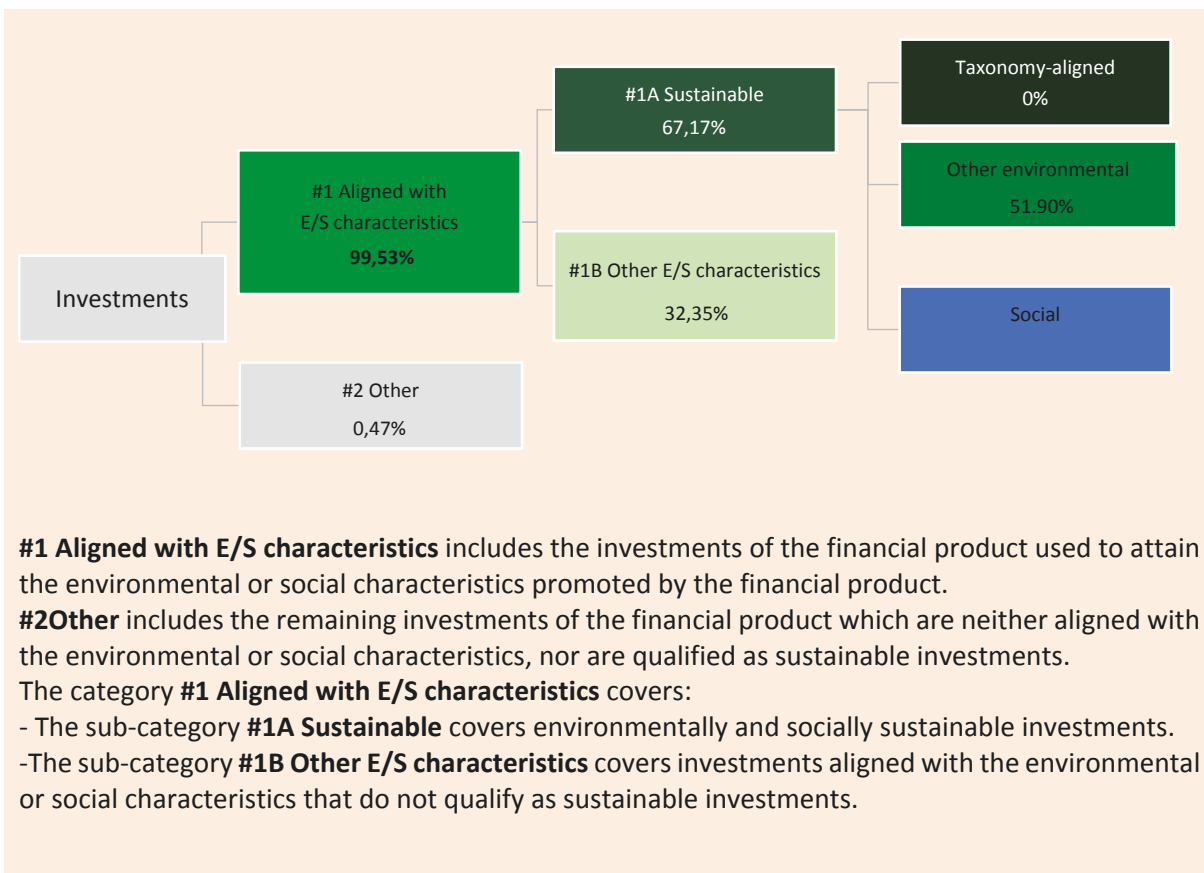 Taxonomy-aligned
0%
#1A Sustainable
67,17%
Other environmental
51.90%
#1 Aligned with
E/S characteristics
99,53%
#1B Other E/S characteristics
32,35%
Investments
Social
#2 Other
0,47%
#1 Aligned with E/S characteristics includes the investments of the financial product used to attain
the environmental or social characteristics promoted by the financial product.
#2Other includes the remaining investments of the financial product which are neither aligned with
the environmental or social characteristics, nor are qualified as sustainable investments.
The category #1 Aligned with E/S characteristics covers:
- The sub-category #1A Sustainable covers environmentally and socially sustainable investments.
-The sub-category #1B Other E/S characteristics covers investments aligned with the environmental
or social characteristics that do not qualify as sustainable investments.